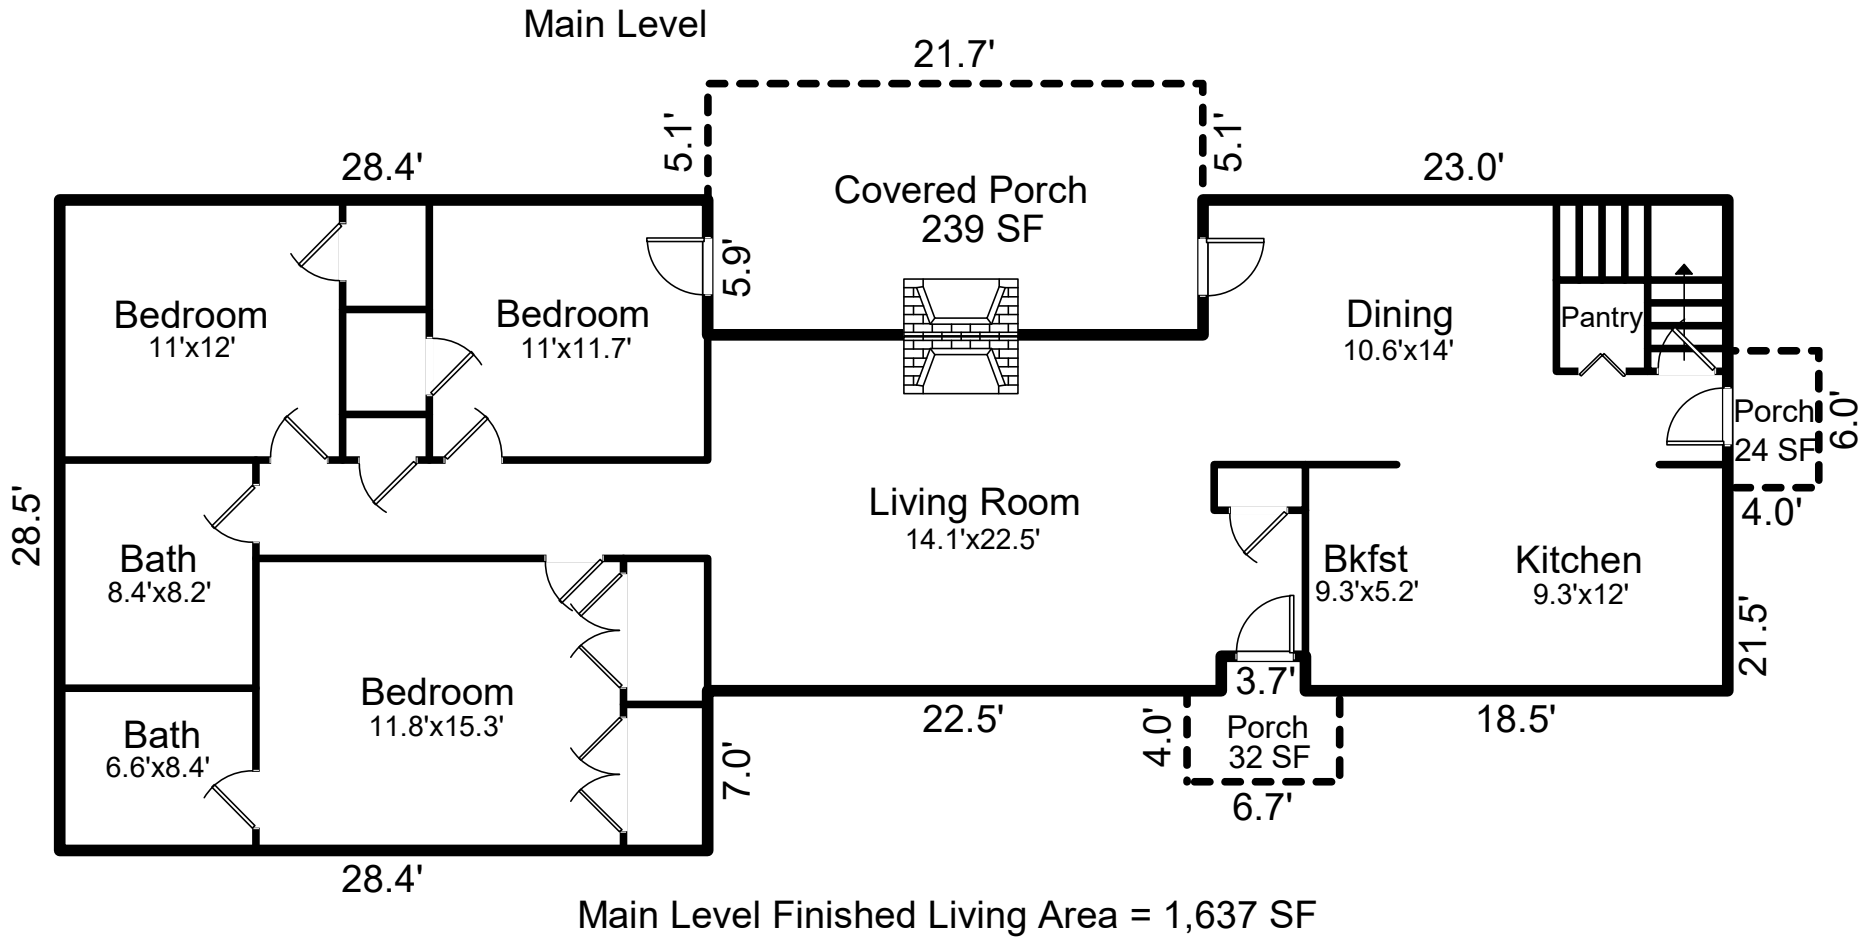 Main Level
21.7'
5.1'
5.1'
28.4'
23.0'
Covered Porch
239 SF
5.9'
Bedroom
11'x12'
Bedroom
11'x11.7'
Dining
10.6'x14'
Pantry
Porch
24 SF
6.0'
4.0'
28.5'
Living Room
14.1'x22.5'
Bath
8.4'x8.2'
Bkfst
9.3'x5.2'
Kitchen
9.3'x12'
21.5'
Bedroom
11.8'x15.3'
3.7'
22.5'
4.0'
Porch
32 SF
18.5'
Bath
6.6'x8.4'
7.0'
6.7'
28.4'
Main Level Finished Living Area = 1,637 SF